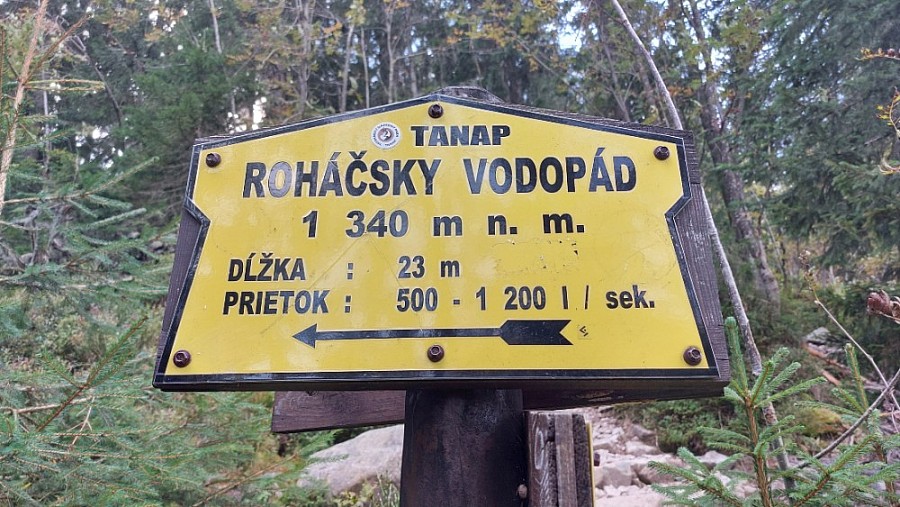 TANAP
ROHÁČSKY VODOPÁD
1 340 m n. m.
DĹŽKA : 23 m
PRIETOK : 500 - 1 200 l / sek.